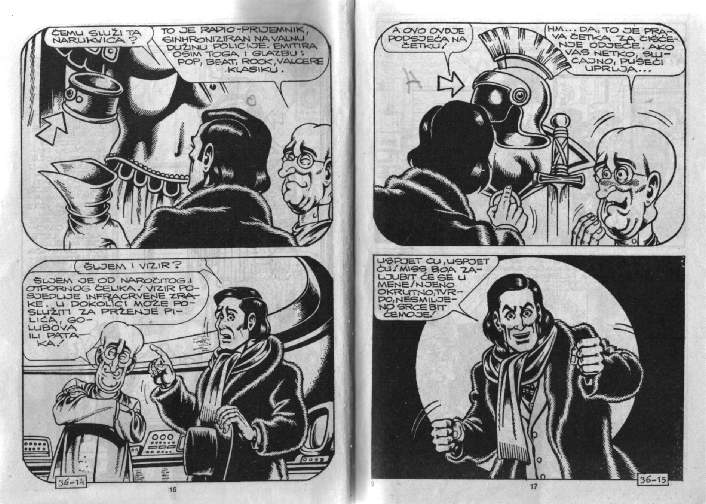 ČEMU SLUŽI TA
NARUKVICA?
TO JE RADIO-PRIJEMNIK,
SINHRONIZIRAN NA VALNU
DUŽINU POLICIJE. EMITIRA
OSIM TOGA I GLAZBU:
POP, BEAT, ROCK, VALCERE
KLASIKU.
ŠLJEM I VIZIR?
ŠLJEM JE OD NAROČITOG I
OTPORNOG ČELIKA! VIZIR PO-
SJEDUJE INFRACRVENE ZRA-
KE. U DOKOLICI MOŽE PO-
SLUŽITI ZA PRŽENJE PI-
LIĆA, GO-
LUBOVA
ILI PATA-
KA!
36-14
16
A OVO OVDJE
PODSJEĆA NA
ČETKU!
HM... DA, TO JE PRA-
VA ČETKA ZA ČIŠĆE-
NJE ODJEĆE. AKO
VAS NETKO, SLU-
ČAJNO, PUŠEĆI
UPRLJA...
USPJET ĆU, USPJET
ĆU! MISS BOA ZA-
LJUBIT ĆE SE U
MENE! NJENO
OKRUTNO, TVR-
DO, NESMILJE-
NO SRCE BIT
ĆE MOJE!
17
36-15